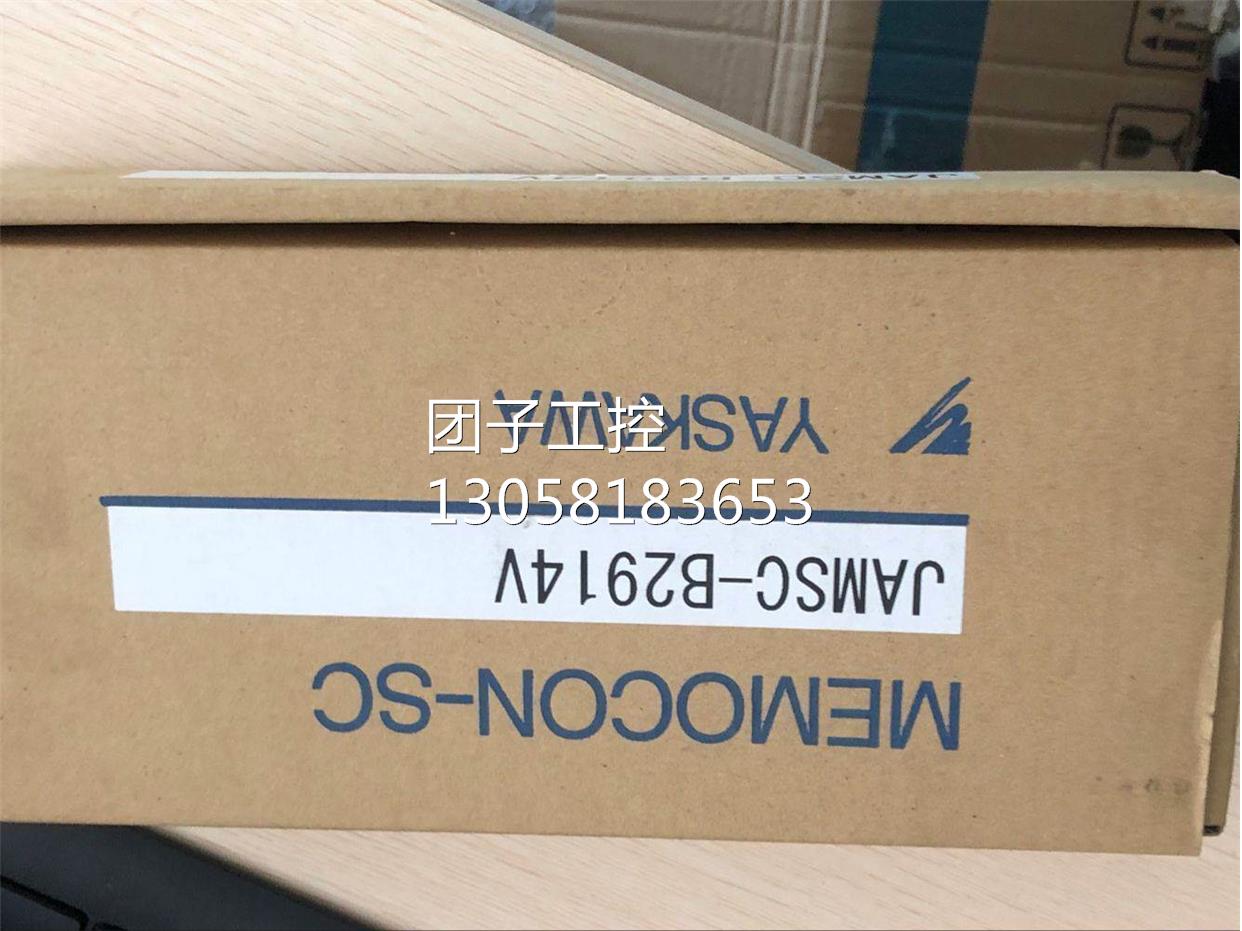 MEMOCON-SC
JAMSC-B2914V
YASKAWA
团子工控
13058183653